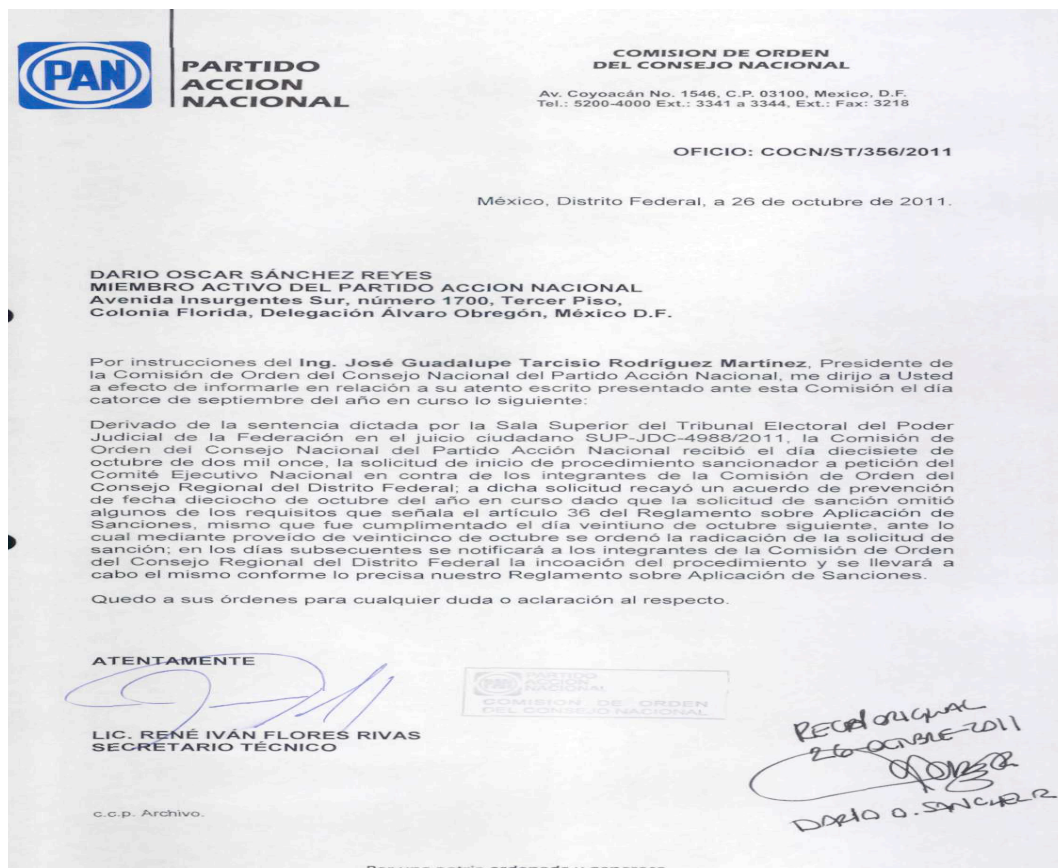 PAN
PARTIDO
ACCION
NACIONAL
COMISION DE ORDEN
DEL CONSEJO NACIONAL
Av. Coyoacán No. 1546, C.P. 03100, Mexico, D.F.
Tel.: 5200-4000 Ext.: 3341 a 3344, Ext.: Fax: 3218
OFICIO: COCN/ST/356/2011
México, Distrito Federal, a 26 de octubre de 2011.
DARIO OSCAR SÁNCHEZ REYES
MIEMBRO ACTIVO DEL PARTIDO ACCION NACIONAL
Avenida Insurgentes Sur, número 1700, Tercer Piso,
Colonia Florida, Delegación Álvaro Obregón, México D.F.
Por instrucciones del Ing. José Guadalupe Tarcisio Rodríguez Martínez, Presidente de
la Comisión de Orden del Consejo Nacional del Partido Acción Nacional, me dirijo a Usted
a efecto de informarle en relación a su atento escrito presentado ante esta Comisión el día
catorce de septiembre del año en curso lo siguiente:
Derivado de la sentencia dictada por la Sala Superior del Tribunal Electoral del Poder
Judicial de la Federación en el juicio ciudadano SUP-JDC-4988/2011, la Comisión de
Orden del Consejo Nacional del Partido Acción Nacional recibió el día diecisiete de
octubre de dos mil once, la solicitud de inicio de procedimiento sancionador a petición del
Comité Ejecutivo Nacional en contra de los integrantes de la Comisión de Orden del
Consejo Regional del Distrito Federal; a dicha solicitud recayó un acuerdo de prevención
de fecha dieciocho de octubre del año en curso dado que la solicitud de sanción omitió
algunos de los requisitos que señala el artículo 36 del Reglamento sobre Aplicación de
Sanciones, mismo que fue cumplimentado el día veintiuno de octubre siguiente, ante lo
cual mediante proveído de veinticinco de octubre se ordenó la radicación de la solicitud de
sanción; en los días subsecuentes se notificará a los integrantes de la Comisión de Orden
del Consejo Regional del Distrito Federal la incoación del procedimiento y se llevará a
cabo el mismo conforme lo precisa nuestro Reglamento sobre Aplicación de Sanciones.
Quedo a sus órdenes para cualquier duda o aclaración al respecto.
ATENTAMENTE
PAN
PARTIDO
ACCION
NACIONAL
COMISION DE ORDEN
DEL CONSEJO NACIONAL
LIC. RENÉ IVÁN FLORES RIVAS
SECRETARIO TÉCNICO
ORIGINAL
26-OCTUBRE-2011
DARIO O. SANCHEZ R
c.c.p. Archivo.